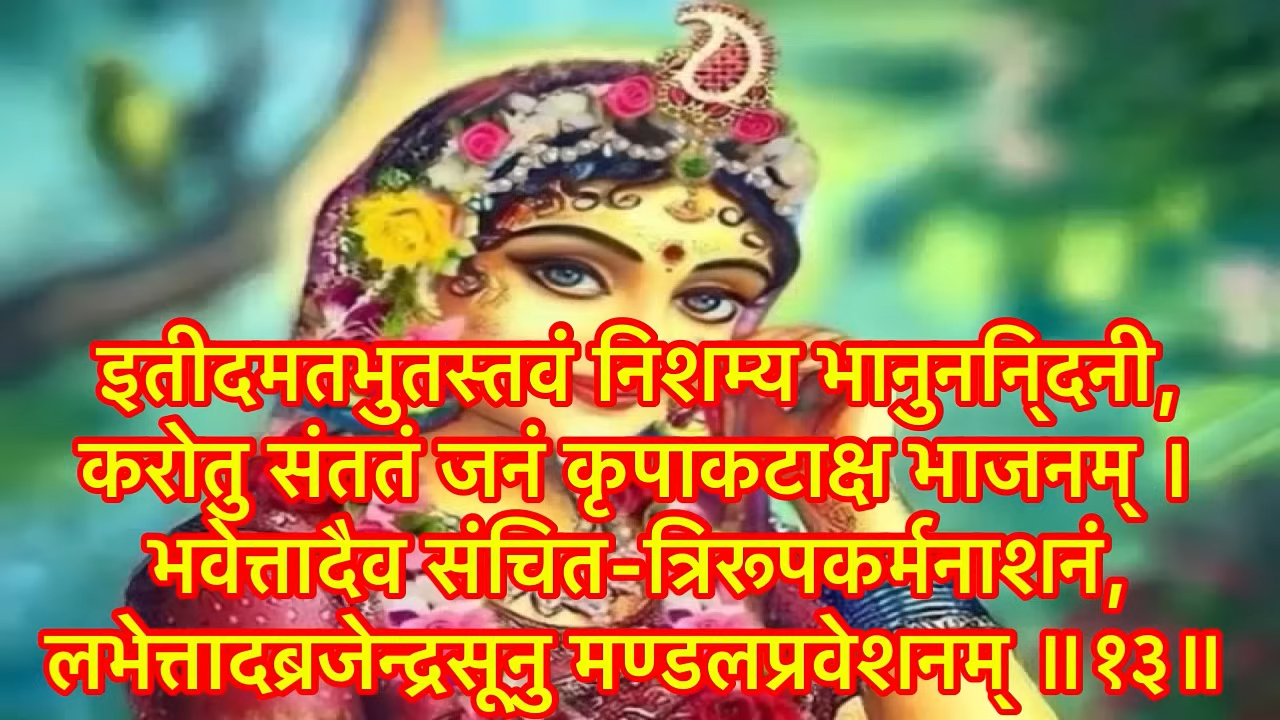 इतीदमतभुतस्तवं निशम्य भानुननि्दनी,
करोतु संततं जनं कृपाकटाक्ष भाजनम् ।
भवेत्तादैव संचित-त्रिरूपकर्मनाशनं,
लभेत्तादब्रजेन्द्रसूनु मण्डलप्रवेशनम् ॥१३॥